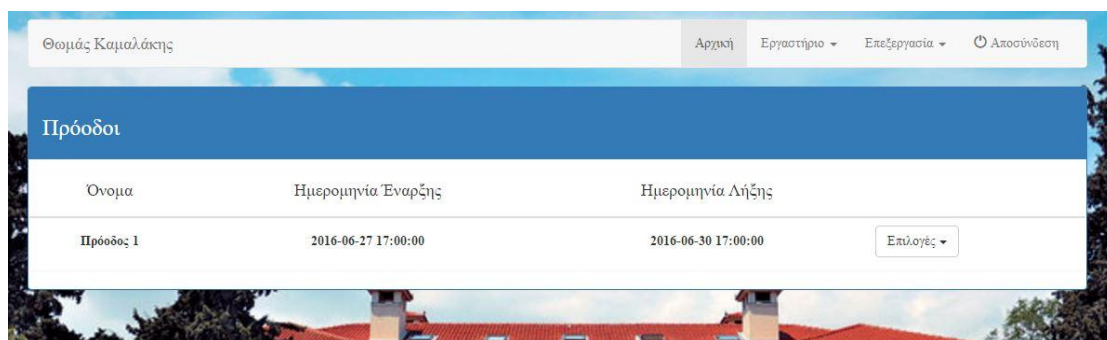 Θωμάς Καμαλάκης Αρχική Εργαστήριο Επεξεργασία Αποσύνδεση
Πρόοδοι
Όνομα Ημερομηνία Έναρξης Ημερομηνία Λήξης
Πρόοδος 1 2016-06-27 17:00:00 2016-06-30 17:00:00 Επιλογές